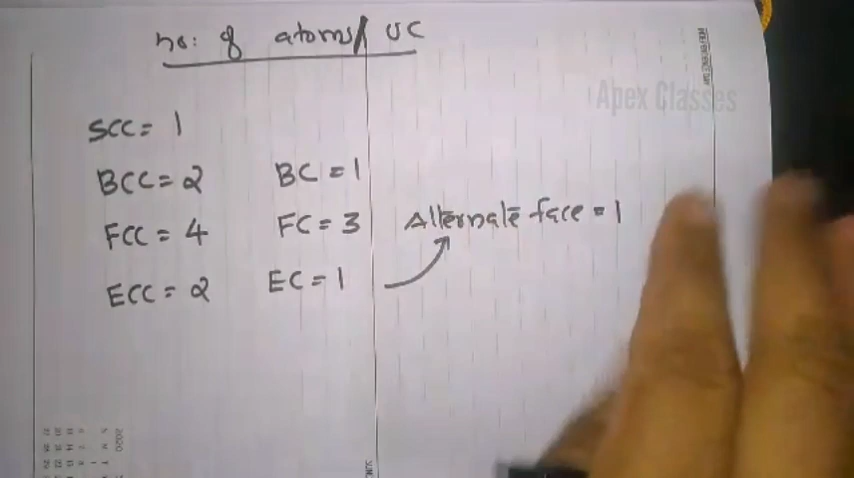 no: of atoms/ UC
Apex Classes
SCC = 1
BCC = 2 BC = 1
FCC = 4 FC = 3 Alternate face = 1
ECC = 2 EC = 1
2020